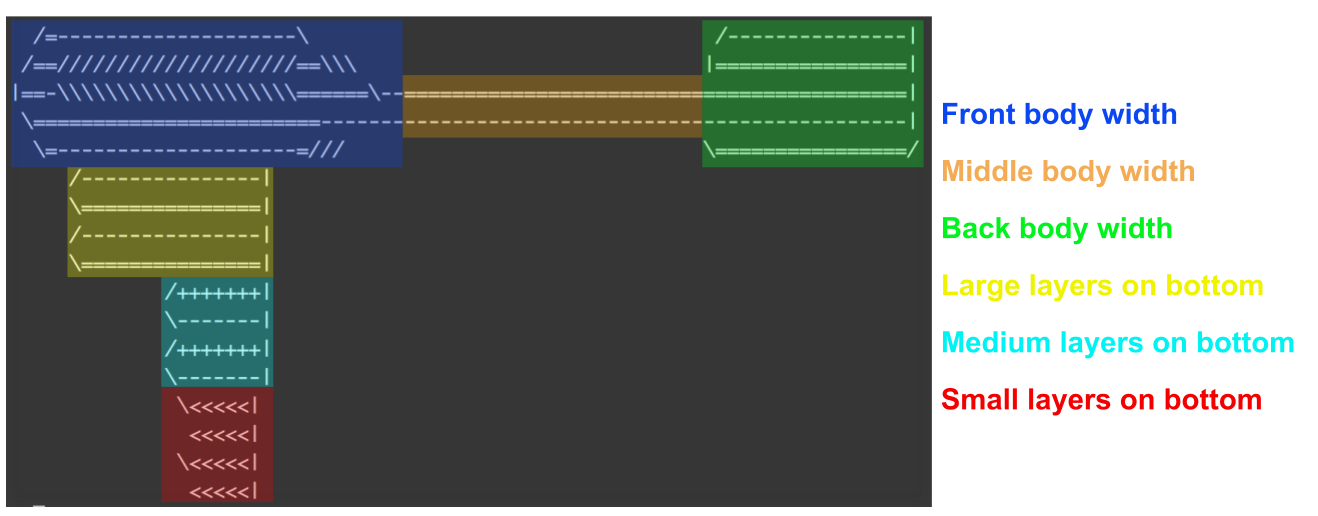 /=--------------------\                                  /---------------|
 /==////////////////////==\\\                             |================|
|==-\\\\\\\\\\\\\\\\\\\\======\--==========================================|
 \========================-------------------------------------------------|
  \=--------------------=///                              \================/
     /---------------|
     \===============|
     /---------------|
     \===============|
             /+++++++|
             \-------|
             /+++++++|
             \-------|
              \<<<<<|
               <<<<<|
              \<<<<<|
               <<<<<|
Front body width
Middle body width
Back body width
Large layers on bottom
Medium layers on bottom
Small layers on bottom